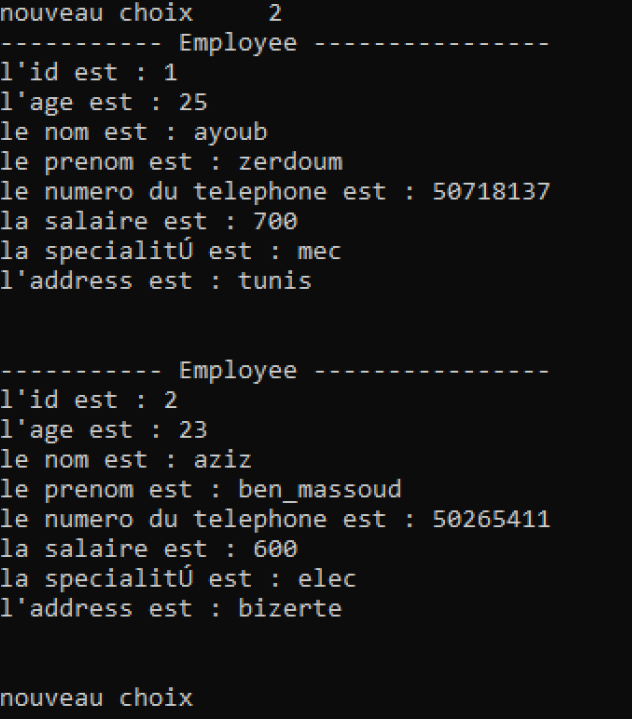 nouveau choix     2
----------- Employee ----------------
l'id est : 1
l'age est : 25
le nom est : ayoub
le prenom est : zerdoum
le numero du telephone est : 50718137
la salaire est : 700
la specialitÚ est : mec
l'address est : tunis
----------- Employee ----------------
l'id est : 2
l'age est : 23
le nom est : aziz
le prenom est : ben_massoud
le numero du telephone est : 50265411
la salaire est : 600
la specialitÚ est : elec
l'address est : bizerte
nouveau choix